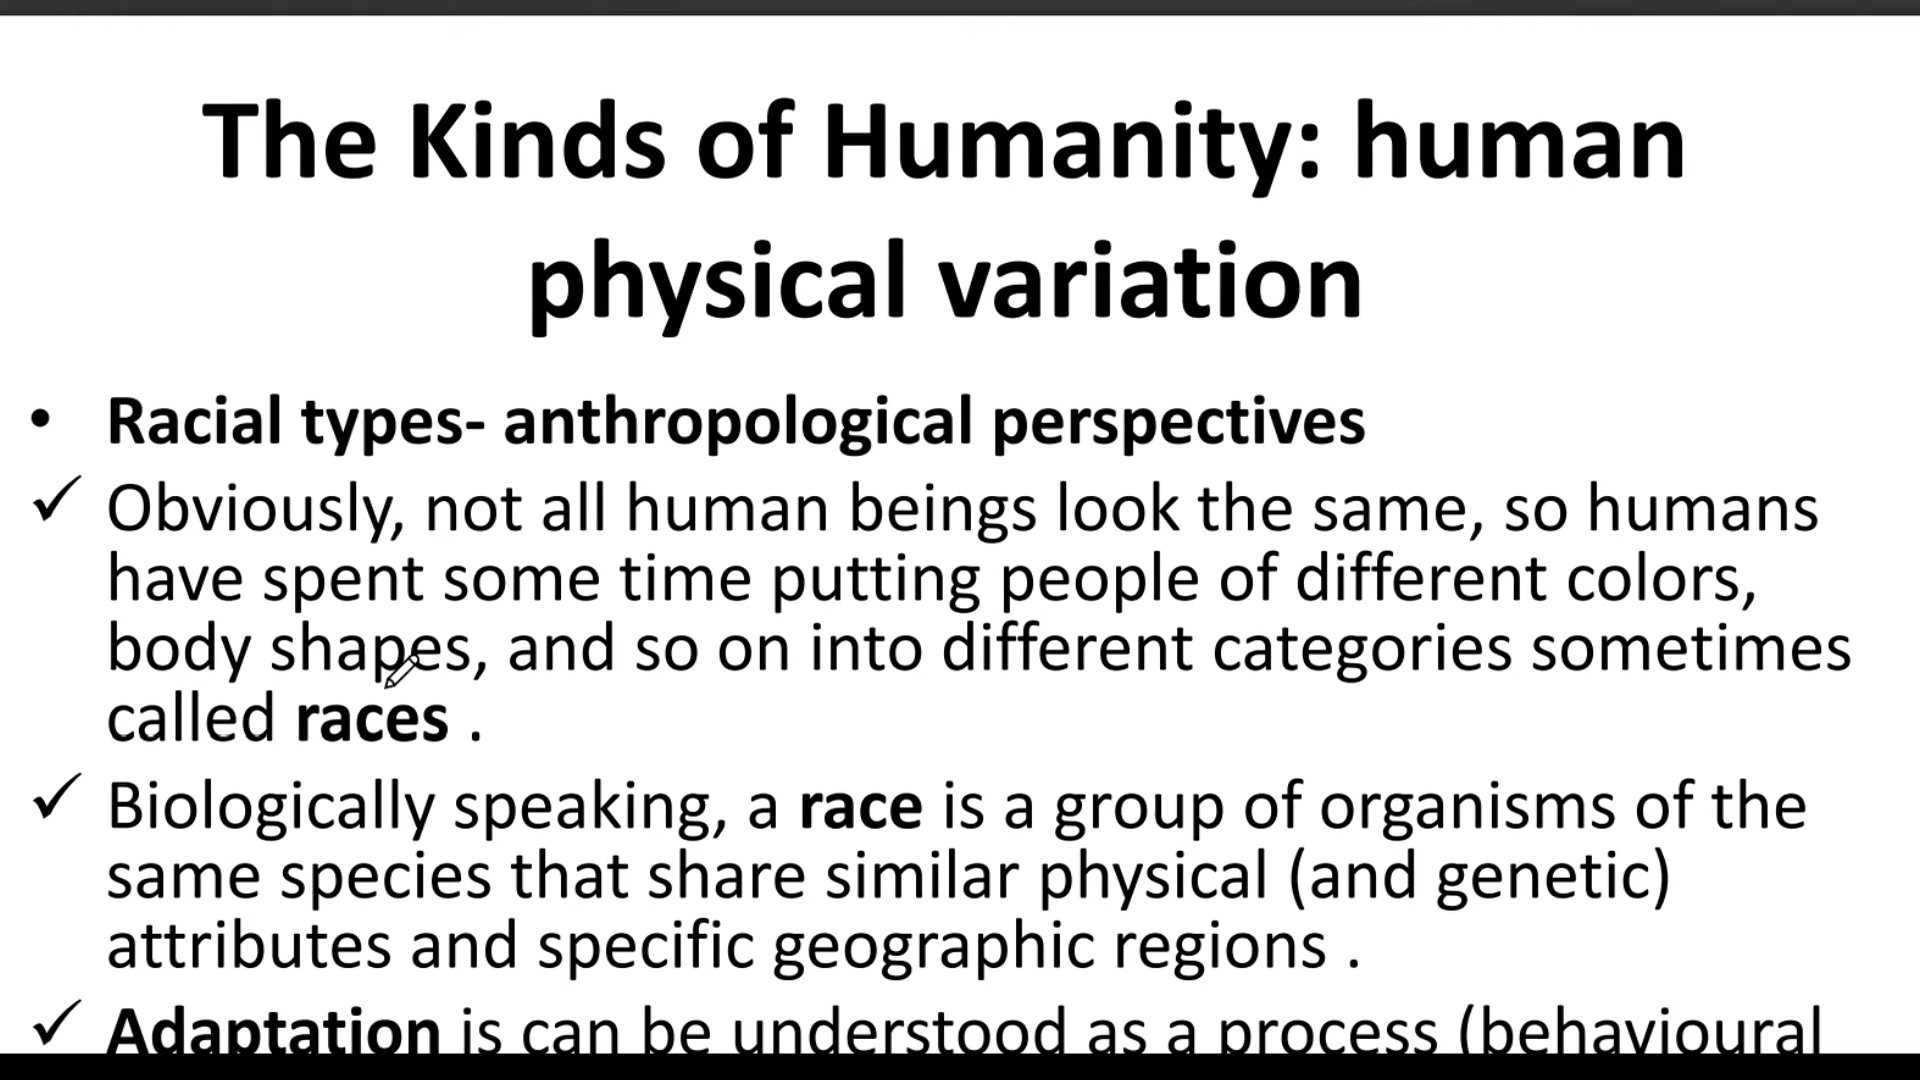 The Kinds of Humanity: human
physical variation
• Racial types- anthropological perspectives
✓ Obviously, not all human beings look the same, so humans
have spent some time putting people of different colors,
body shapes, and so on into different categories sometimes
called races .
✓ Biologically speaking, a race is a group of organisms of the
same species that share similar physical (and genetic)
attributes and specific geographic regions .
✓ Adaptation is can be understood as a process (behavioural